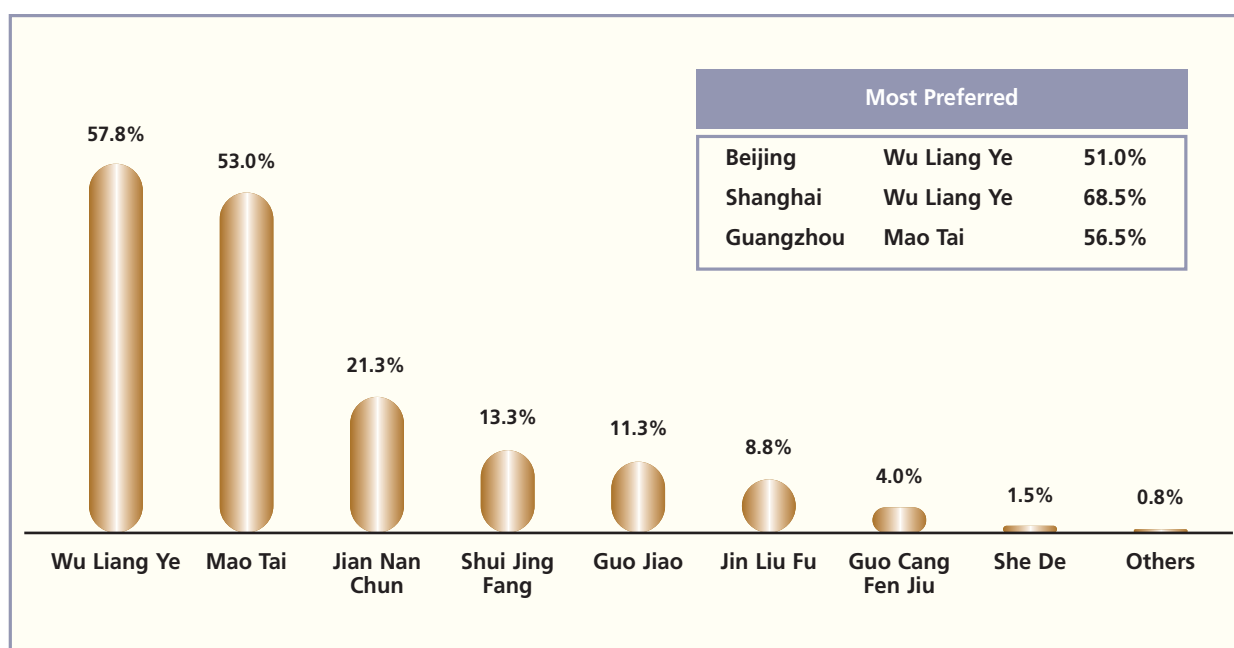 Most Preferred
Beijing Wu Liang Ye 51.0%
Shanghai Wu Liang Ye 68.5%
Guangzhou Mao Tai 56.5%
57.8%
53.0%
21.3%
13.3%
11.3%
8.8%
4.0%
1.5%
0.8%
Wu Liang Ye
Mao Tai
Jian Nan
Chun
Shui Jing
Fang
Guo Jiao
Jin Liu Fu
Guo Cang
Fen Jiu
She De
Others